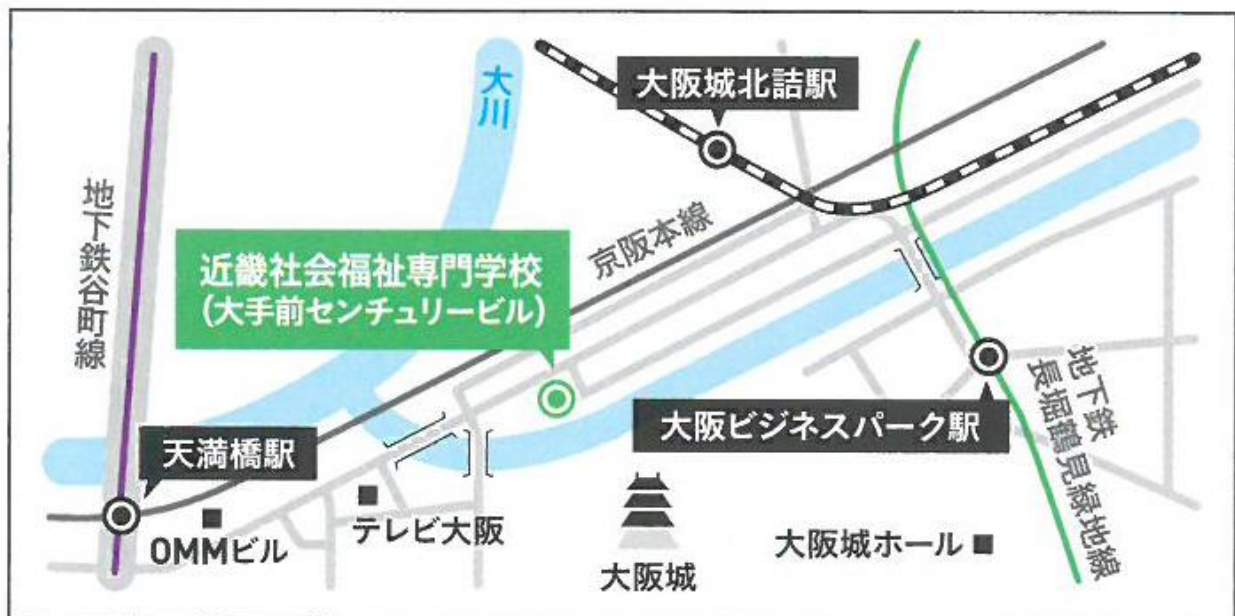 大川
大阪城北詰駅
地下鉄谷町線
京阪本線
近畿社会福祉専門学校
(大手前センチュリービル)
天満橋駅
OMMビル
テレビ大阪
大阪城
大阪ビジネスパーク駅
大阪城ホール
地下鉄
長堀鶴見緑地線